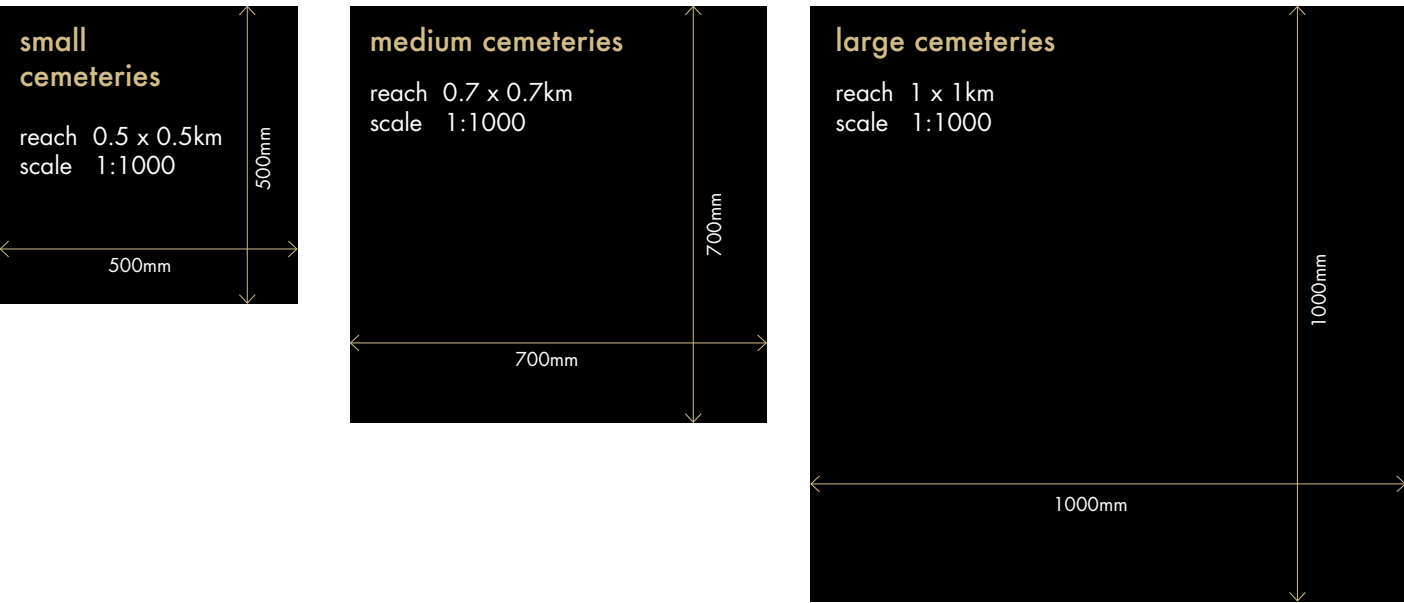 small
cemeteries
reach 0.5 x 0.5km
scale 1:1000
500mm
500mm
medium cemeteries
reach 0.7 x 0.7km
scale 1:1000
700mm
700mm
large cemeteries
reach 1 x 1km
scale 1:1000
1000mm
1000mm